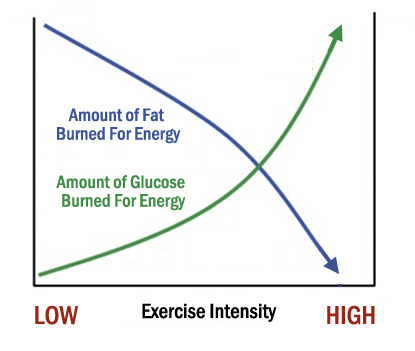 Amount of Fat
Burned For Energy
Amount of Glucose
Burned For Energy
LOW
Exercise Intensity
HIGH